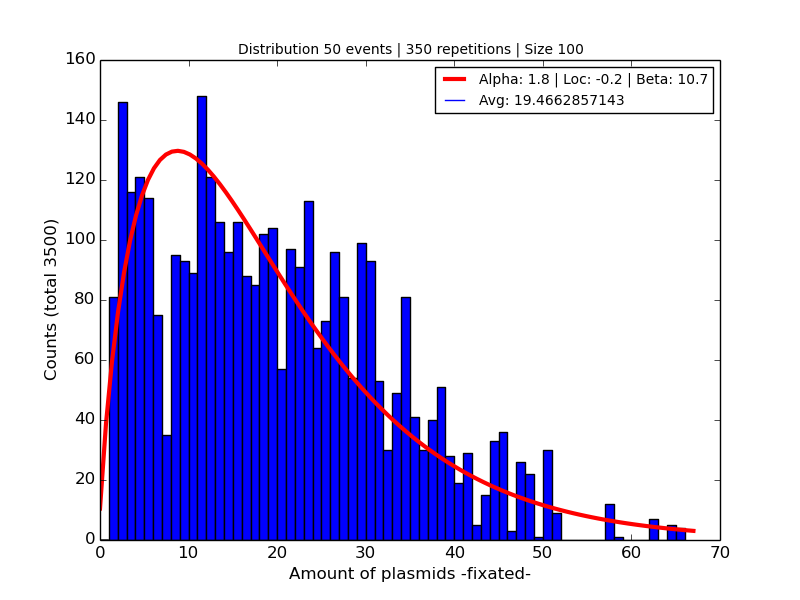 Distribution 50 events | 350 repetitions | Size 100
Alpha: 1.8 | Loc: -0.2 | Beta: 10.7
Avg: 19.4662857143
Counts (total 3500)
160
140
120
100
80
60
40
20
0
0 10 20 30 40 50 60 70
Amount of plasmids -fixated-